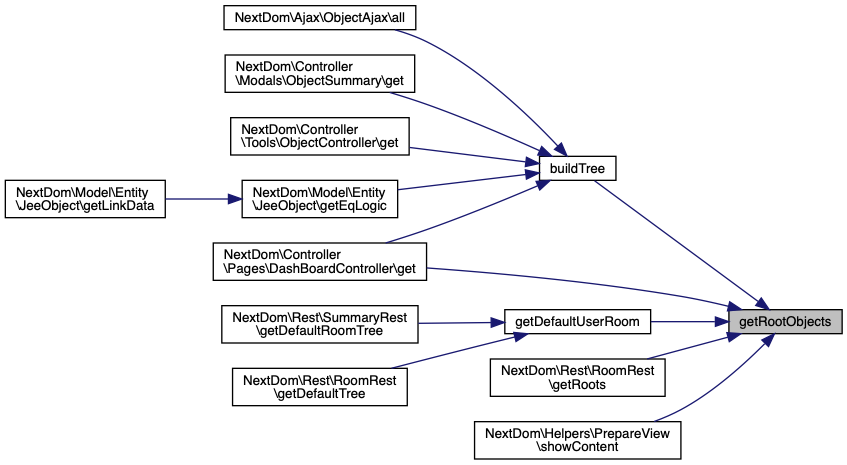 NextDom\Ajax\ObjectAjax\all
NextDom\Controller
\Modals\ObjectSummary\get
NextDom\Controller
\Tools\ObjectController\get
buildTree
NextDom\Model\Entity
\JeeObject\getLinkData
NextDom\Model\Entity
\JeeObject\getEqLogic
NextDom\Controller
\Pages\DashBoardController\get
NextDom\Rest\SummaryRest
\getDefaultRoomTree
getDefaultUserRoom
getRootObjects
NextDom\Rest\RoomRest
\getDefaultTree
NextDom\Rest\RoomRest
\getRoots
NextDom\Helpers\PrepareView
\showContent